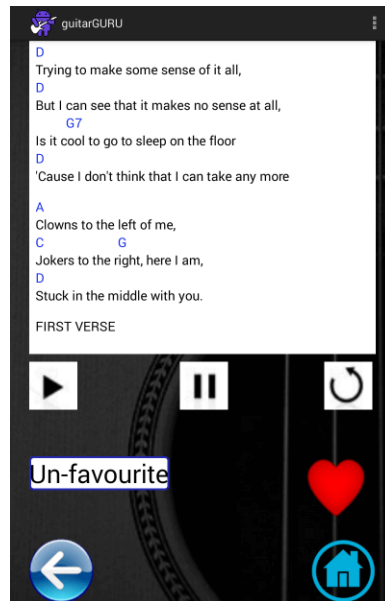 guitarGURU
D
Trying to make some sense of it all,
D
But I can see that it makes no sense at all,
G7
Is it cool to go to sleep on the floor
D
'Cause I don't think that I can take any more
A
Clowns to the left of me,
C G
Jokers to the right, here I am,
D
Stuck in the middle with you.
FIRST VERSE
Un-favourite